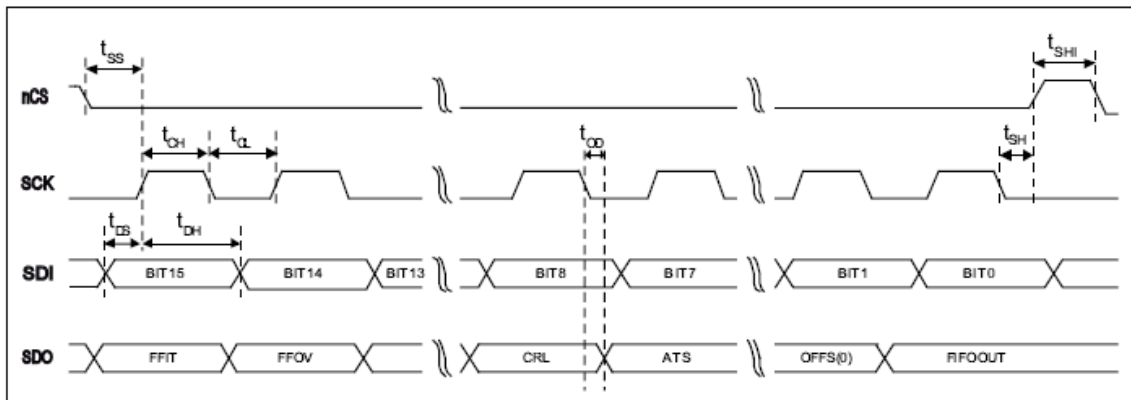 tSS
tSHI
nCS
tCH tCL tOD tSH
SCK
tDS tDH
SDI BIT15 BIT14 BIT13 BIT8 BIT7 BIT1 BIT0
SDO FFIT FFOV CRL ATS OFFS(0) FIFOOUT